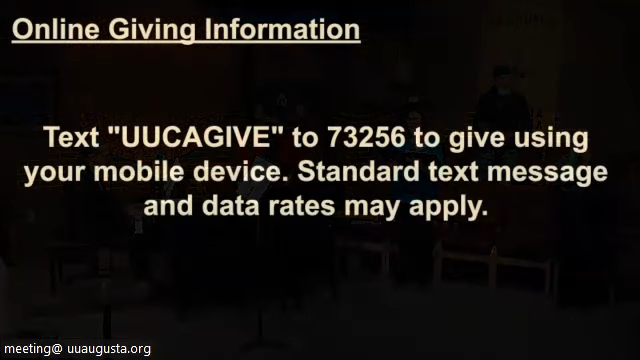 Online Giving Information
Text "UUCAGIVE" to 73256 to give using
your mobile device. Standard text message
and data rates may apply.
meeting@ uuaugusta.org